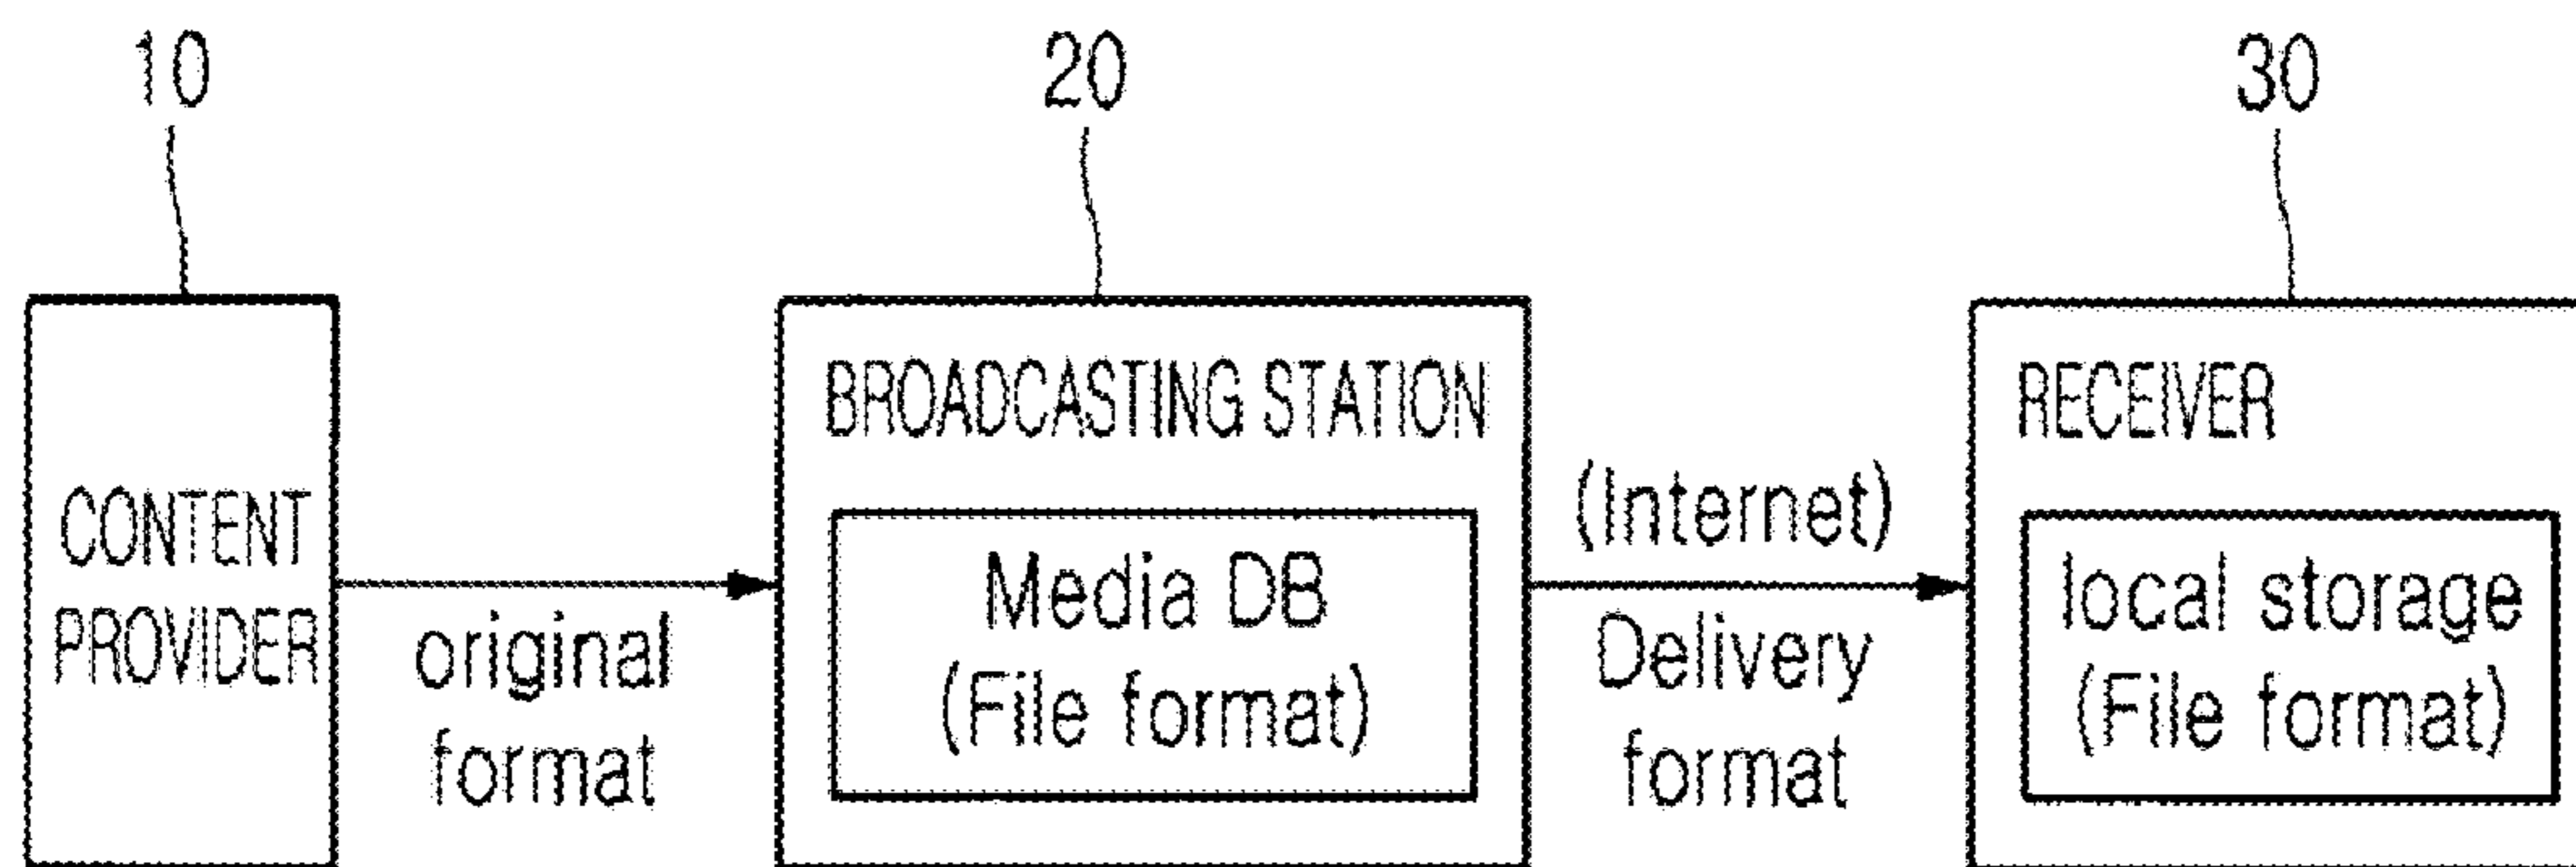 10
20
30
CONTENT
PROVIDER
original
format
BROADCASTING STATION
Media DB
(File format)
(Internet)
Delivery
format
RECEIVER
local storage
(File format)